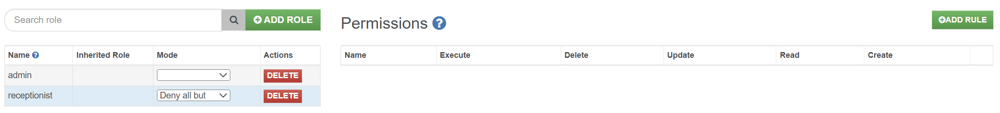 Search role
ADD ROLE
Permissions
ADD RULE
Name Inherited Role Mode Actions
admin DELETE
receptionist Deny all but DELETE
Name Execute Delete Update Read Create